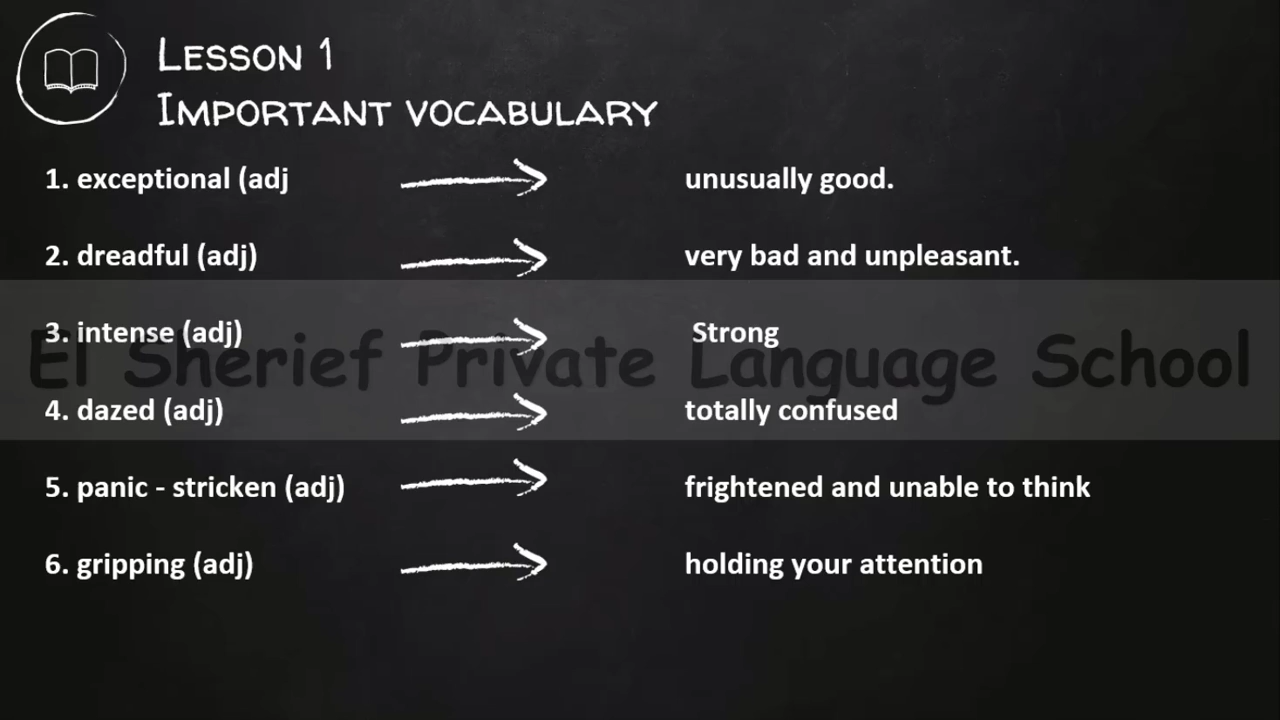 Lesson 1
Important vocabulary
1. exceptional (adj unusually good.
2. dreadful (adj) very bad and unpleasant.
3. intense (adj) Strong
El Sherief Private Language School
4. dazed (adj) totally confused
5. panic - stricken (adj) frightened and unable to think
6. gripping (adj) holding your attention